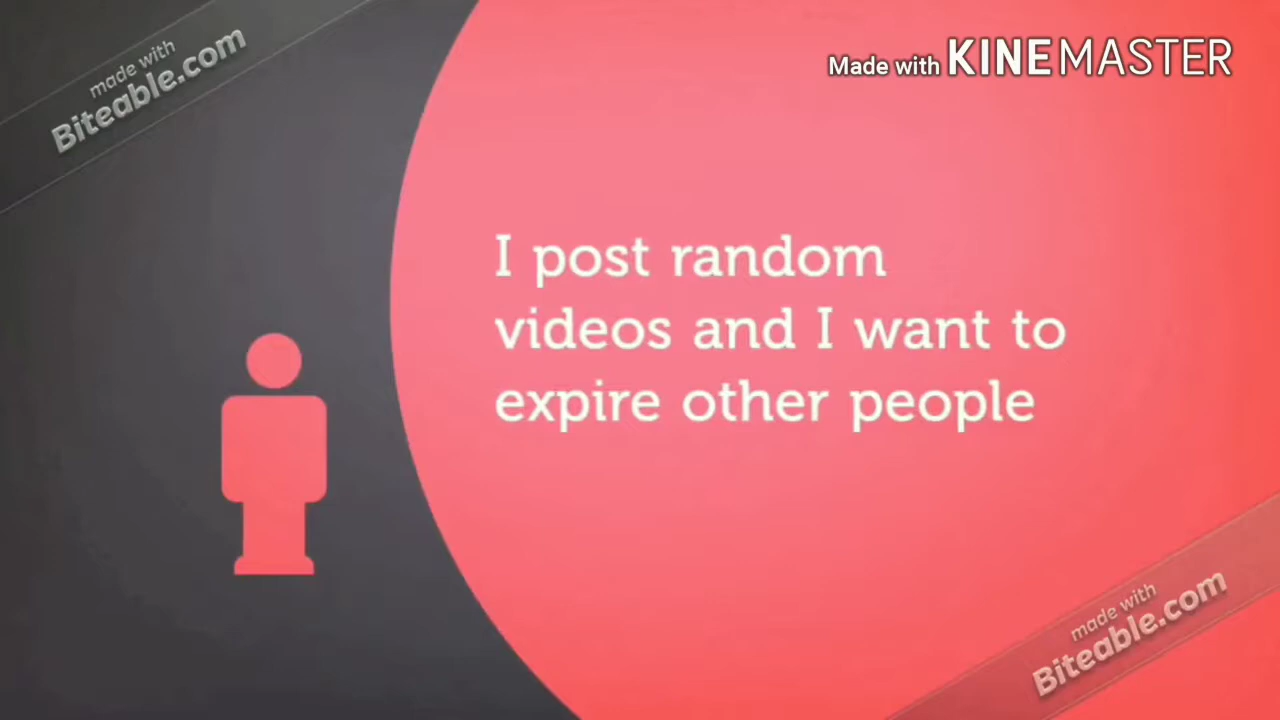 made with
Biteable.com
Made with KINEMASTER
I post random
videos and I want to
expire other people
made with
Biteable.com